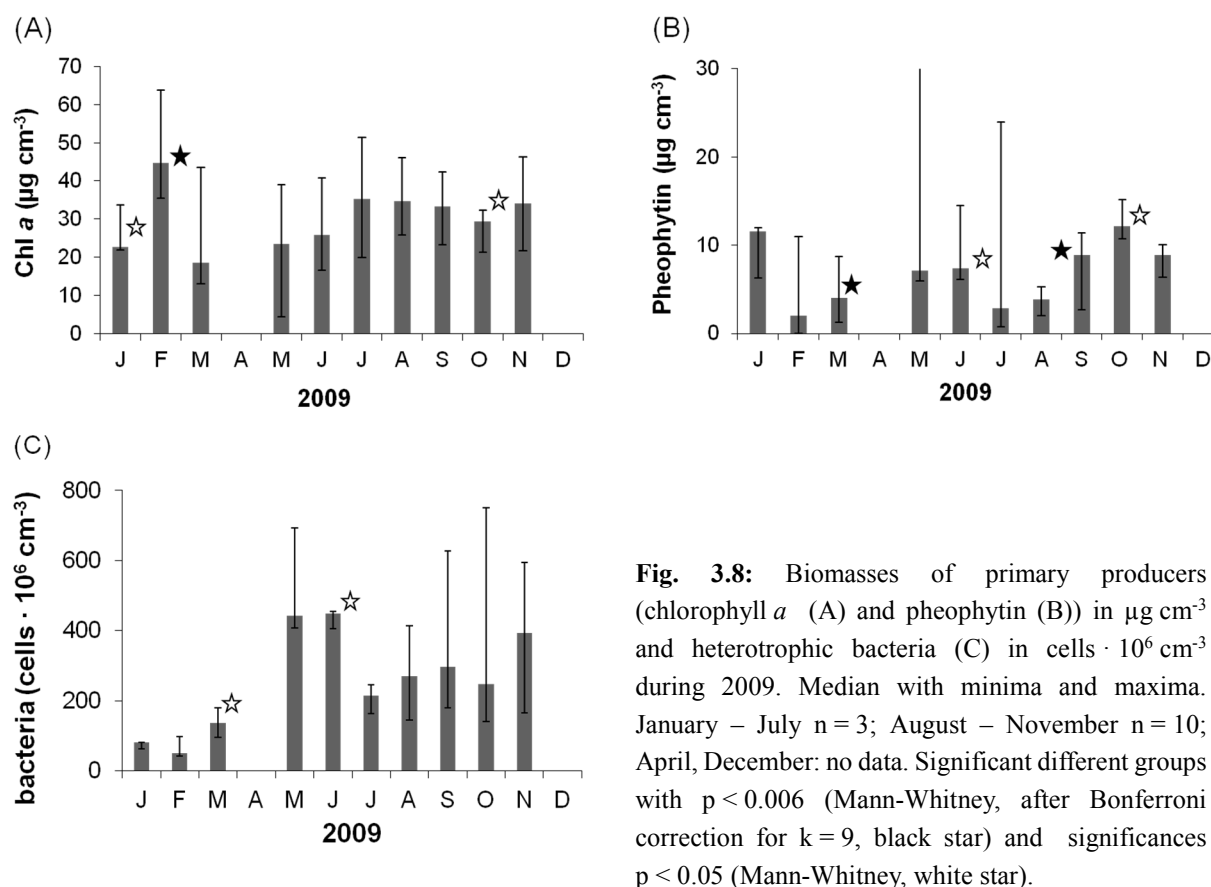 (A)
Chl a (µg cm-3)
70
60
50
40
30
20
10
0
J F M A M J J A S O N D
2009
(B)
Pheophytin (µg cm-3)
30
20
10
0
J F M A M J J A S O N D
2009
(C)
bacteria (cells · 10⁶ cm-3)
800
600
400
200
0
J F M A M J J A S O N D
2009
Fig. 3.8: Biomasses of primary producers
(chlorophyll a (A) and pheophytin (B)) in µg cm-3
and heterotrophic bacteria (C) in cells · 10⁶ cm-3
during 2009. Median with minima and maxima.
January – July n = 3; August – November n = 10;
April, December: no data. Significant different groups
with p < 0.006 (Mann-Whitney, after Bonferroni
correction for k = 9, black star) and significances
p < 0.05 (Mann-Whitney, white star).